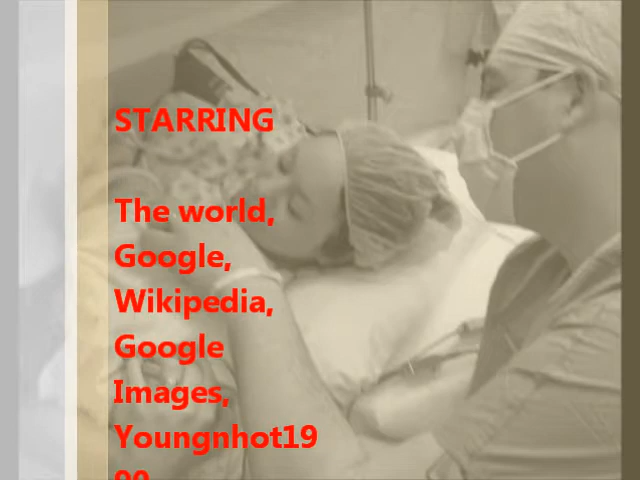 STARRING
The world,
Google,
Wikipedia,
Google
Images,
Youngnhot19